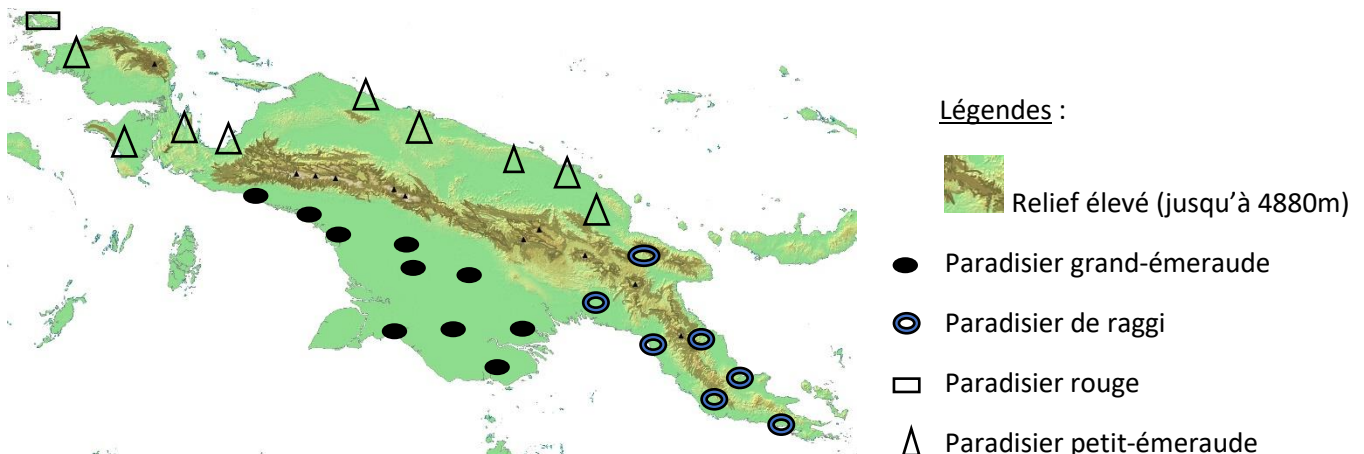 Légendes :
Relief élevé (jusqu'à 4880m)
Paradisier grand-émeraude
Paradisier de raggi
Paradisier rouge
Paradisier petit-émeraude